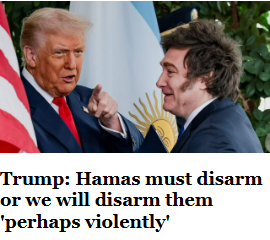 Trump: Hamas must disarm
or we will disarm them
'perhaps violently'